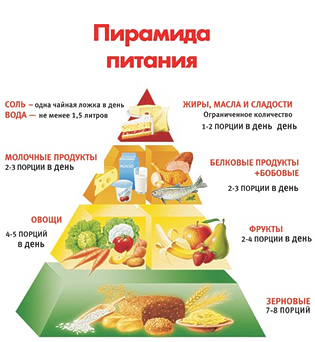 Пирамида
питания
СОЛЬ – одна чайная ложка в день
ВОДА — не менее 1,5 литров
ЖИРЫ, МАСЛА И СЛАДОСТИ
Ограниченное количество
1-2 ПОРЦИИ В ДЕНЬ день
МОЛОЧНЫЕ ПРОДУКТЫ
2-3 ПОРЦИИ В ДЕНЬ
БЕЛКОВЫЕ ПРОДУКТЫ
+БОБОВЫЕ
2-3 ПОРЦИИ В ДЕНЬ
ОВОЩИ
4-5 ПОРЦИЙ
В ДЕНЬ
ФРУКТЫ
2-4 ПОРЦИИ В ДЕНЬ
ЗЕРНОВЫЕ
7-8 ПОРЦИЙ